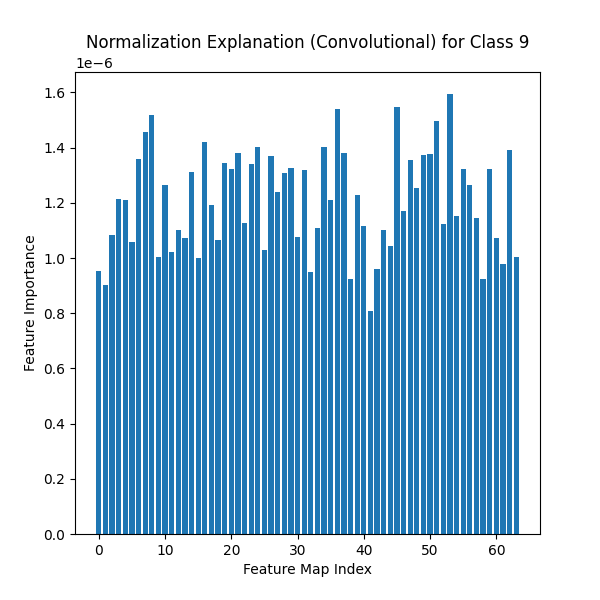 Normalization Explanation (Convolutional) for Class 9
1e−6
1.6
1.4
1.2
1.0
0.8
0.6
0.4
0.2
0.0
Feature Importance
0 10 20 30 40 50 60
Feature Map Index